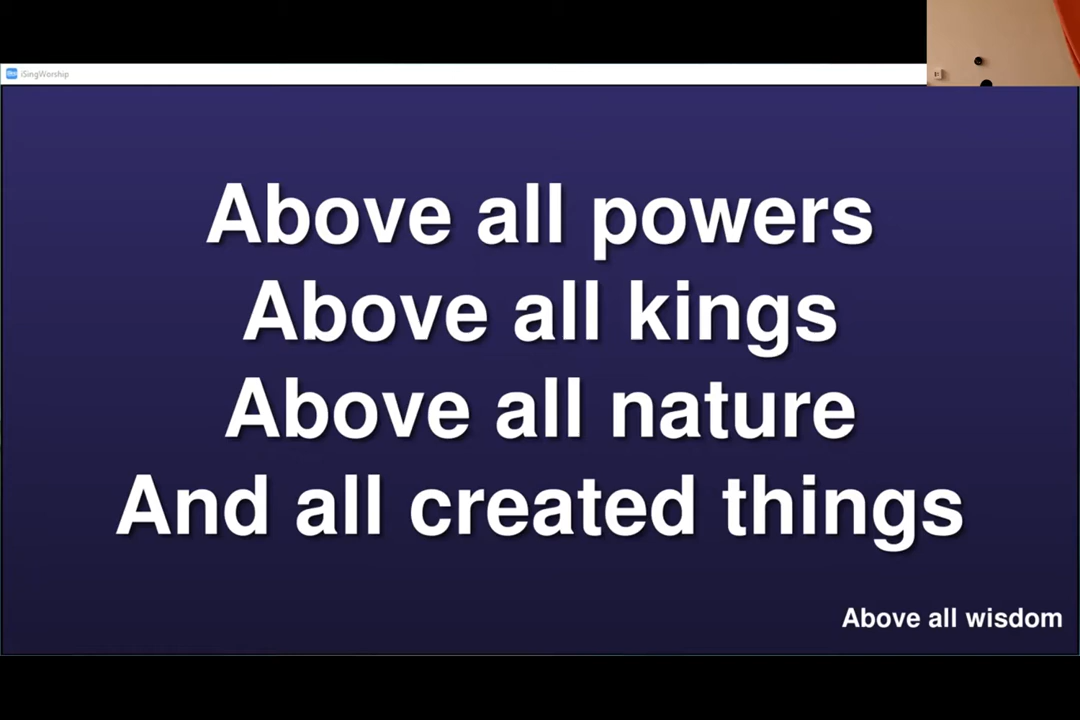 iSingWorship
Above all powers
Above all kings
Above all nature
And all created things
Above all wisdom